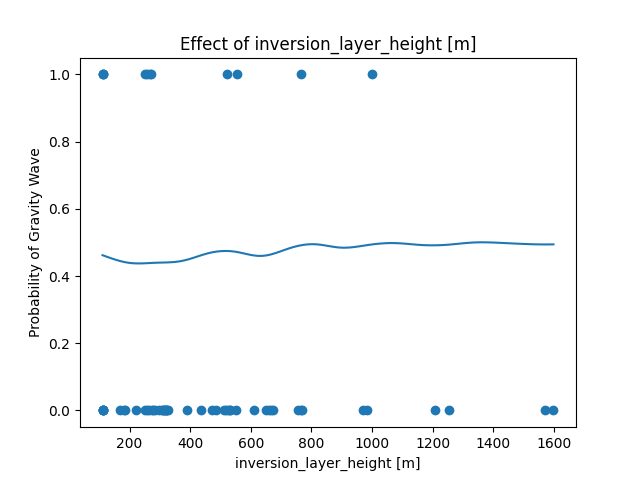 Effect of inversion_layer_height [m]
Probability of Gravity Wave
1.0
0.8
0.6
0.4
0.2
0.0
200 400 600 800 1000 1200 1400 1600
inversion_layer_height [m]